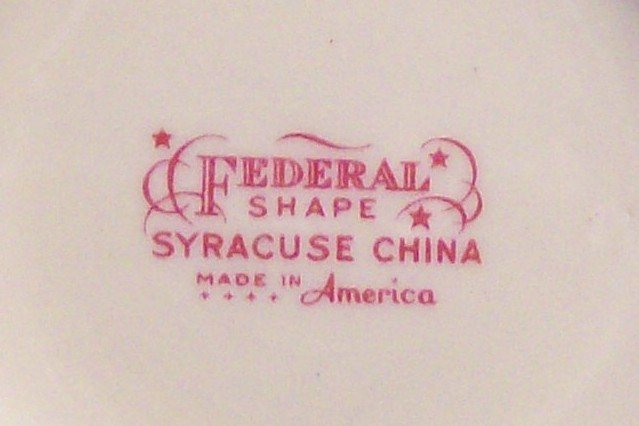 FEDERAL
SHAPE
SYRACUSE CHINA
MADE IN America